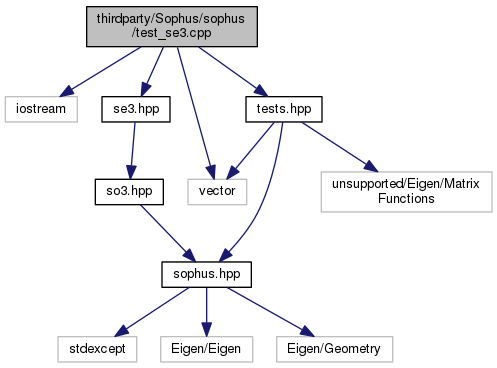 thirdparty/Sophus/sophus
/test_se3.cpp
iostream
se3.hpp
tests.hpp
so3.hpp
vector
unsupported/Eigen/Matrix
Functions
sophus.hpp
stdexcept
Eigen/Eigen
Eigen/Geometry